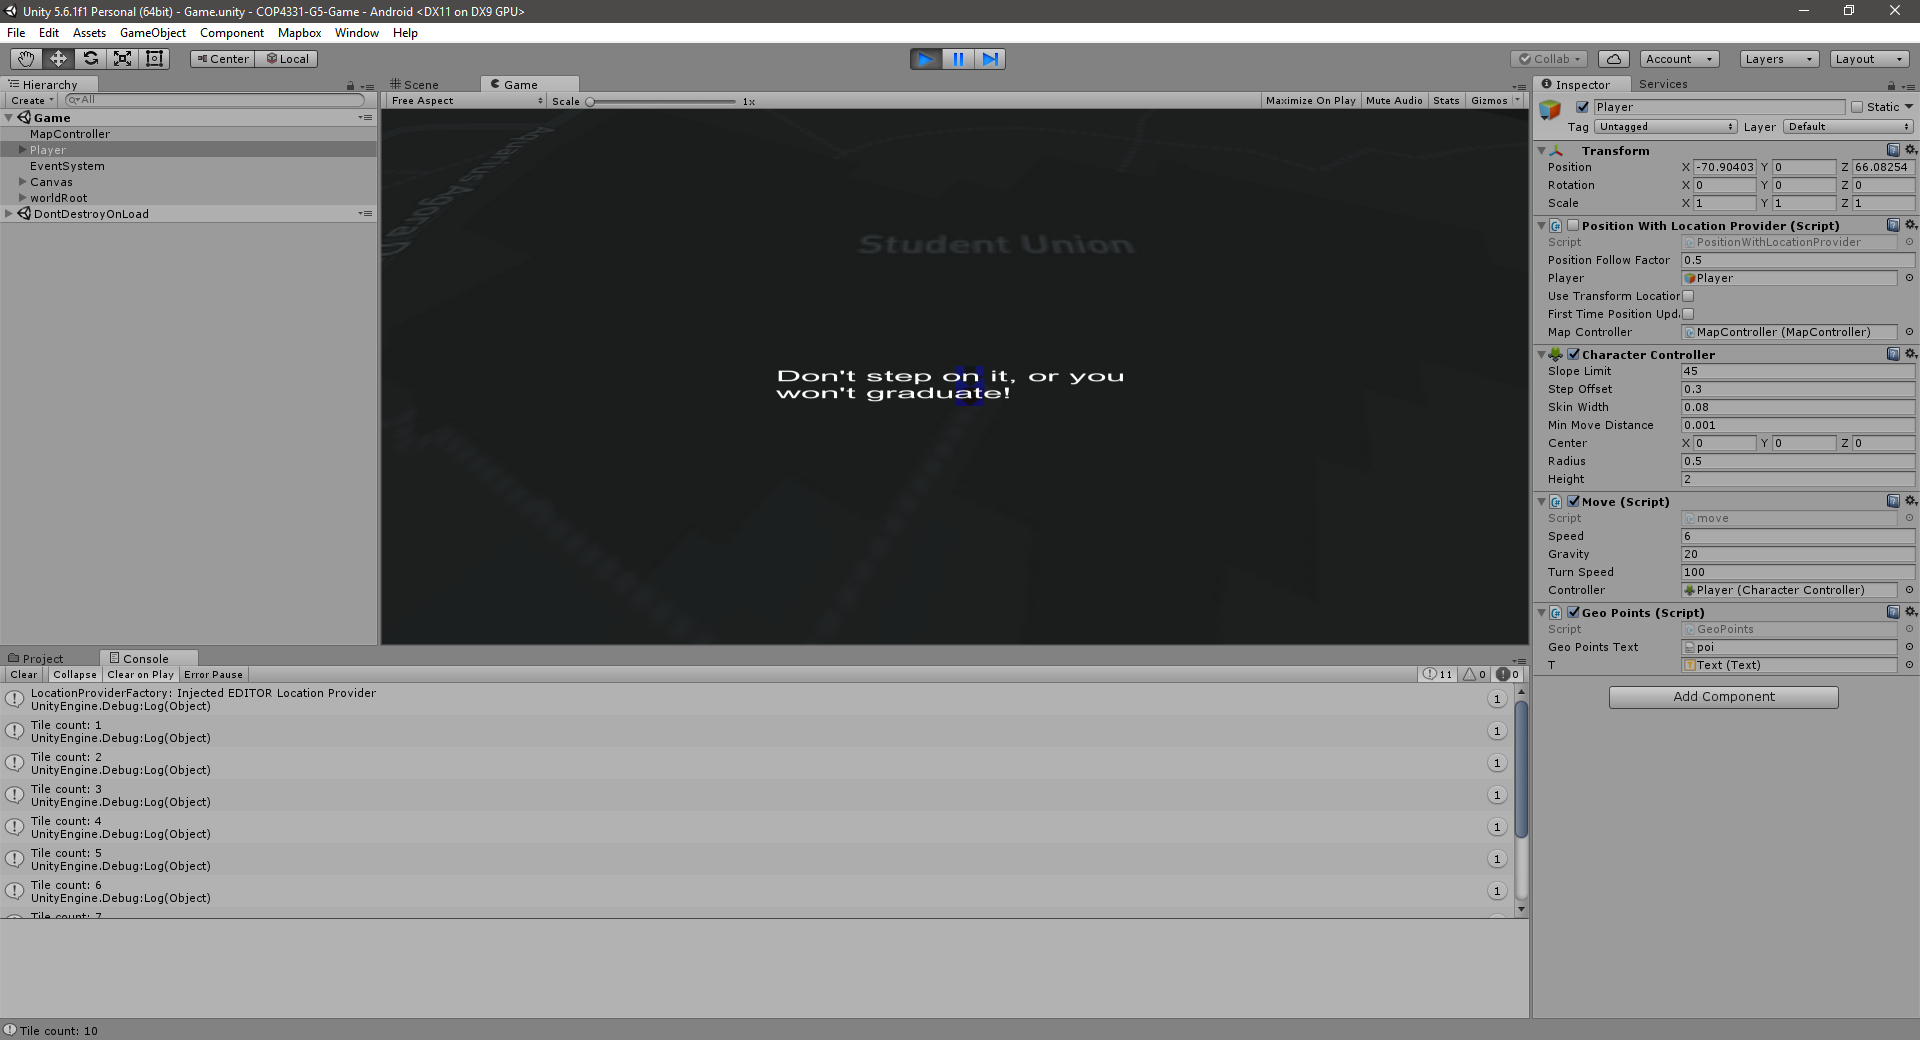 Unity 5.6.1f1 Personal (64bit) - Game.unity - COP4331-G5-Game - Android <DX11 on DX9 GPU>
File Edit Assets GameObject Component Mapbox Window Help
Center Local Collab Account Layers Layout
Hierarchy
Create All
Game
MapController
Player
EventSystem
Canvas
worldRoot
DontDestroyOnLoad
Scene Game
Free Aspect Scale 1x Maximize On Play Mute Audio Stats Gizmos
Aquarius Agora Dr
Student Union
Don't step on it, or you
won't graduate!
Project Console
Clear Collapse Clear on Play Error Pause 11 0 0
LocationProviderFactory: Injected EDITOR Location Provider
UnityEngine.Debug:Log(Object)
1
Tile count: 1
UnityEngine.Debug:Log(Object)
1
Tile count: 2
UnityEngine.Debug:Log(Object)
1
Tile count: 3
UnityEngine.Debug:Log(Object)
1
Tile count: 4
UnityEngine.Debug:Log(Object)
1
Tile count: 5
UnityEngine.Debug:Log(Object)
1
Tile count: 6
UnityEngine.Debug:Log(Object)
1
Tile count: 7
Tile count: 10
Inspector Services
Player Static
Tag Untagged Layer Default
Transform
Position X -70.90403 Y 0 Z 66.08254
Rotation X 0 Y 0 Z 0
Scale X 1 Y 1 Z 1
Position With Location Provider (Script)
Script PositionWithLocationProvider
Position Follow Factor 0.5
Player Player
Use Transform Location
First Time Position Upd
Map Controller MapController (MapController)
Character Controller
Slope Limit 45
Step Offset 0.3
Skin Width 0.08
Min Move Distance 0.001
Center X 0 Y 0 Z 0
Radius 0.5
Height 2
Move (Script)
Script move
Speed 6
Gravity 20
Turn Speed 100
Controller Player (Character Controller)
Geo Points (Script)
Script GeoPoints
Geo Points Text poi
T Text (Text)
Add Component